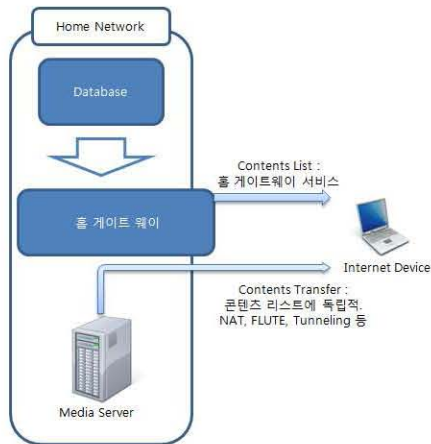 Home Network
Database
Contents List :
홈 게이트웨이 서비스
홈 게이트 웨이
Internet Device
Contents Transfer :
콘텐츠 리스트에 독립적.
NAT, FLUTE, Tunneling 등
Media Server